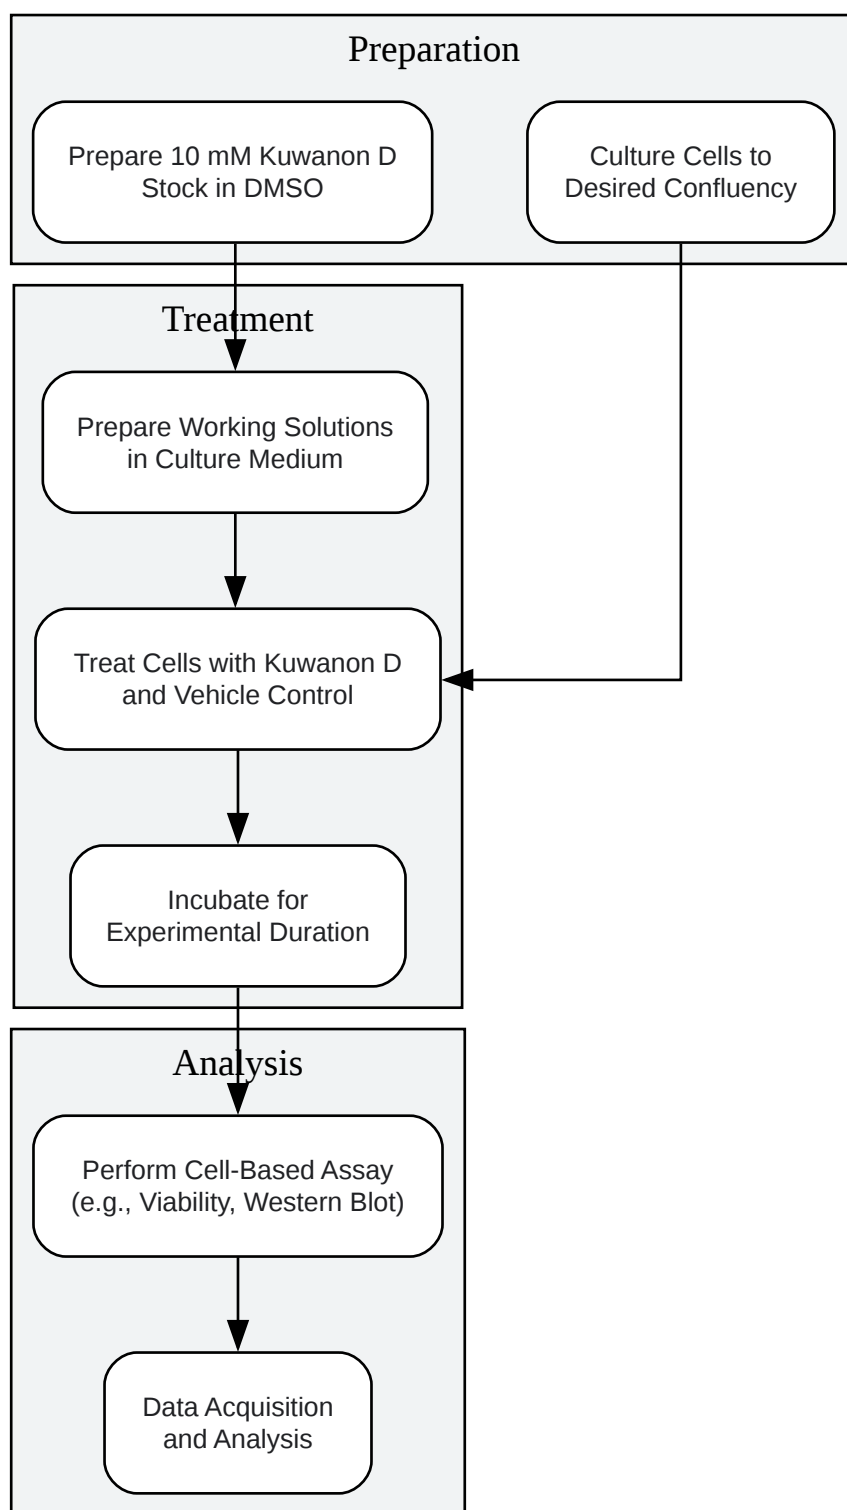 Preparation
Prepare 10 mM Kuwanon D
Stock in DMSO
Culture Cells to
Desired Confluency
Treatment
Prepare Working Solutions
in Culture Medium
Treat Cells with Kuwanon D
and Vehicle Control
Incubate for
Experimental Duration
Analysis
Perform Cell-Based Assay
(e.g., Viability, Western Blot)
Data Acquisition
and Analysis